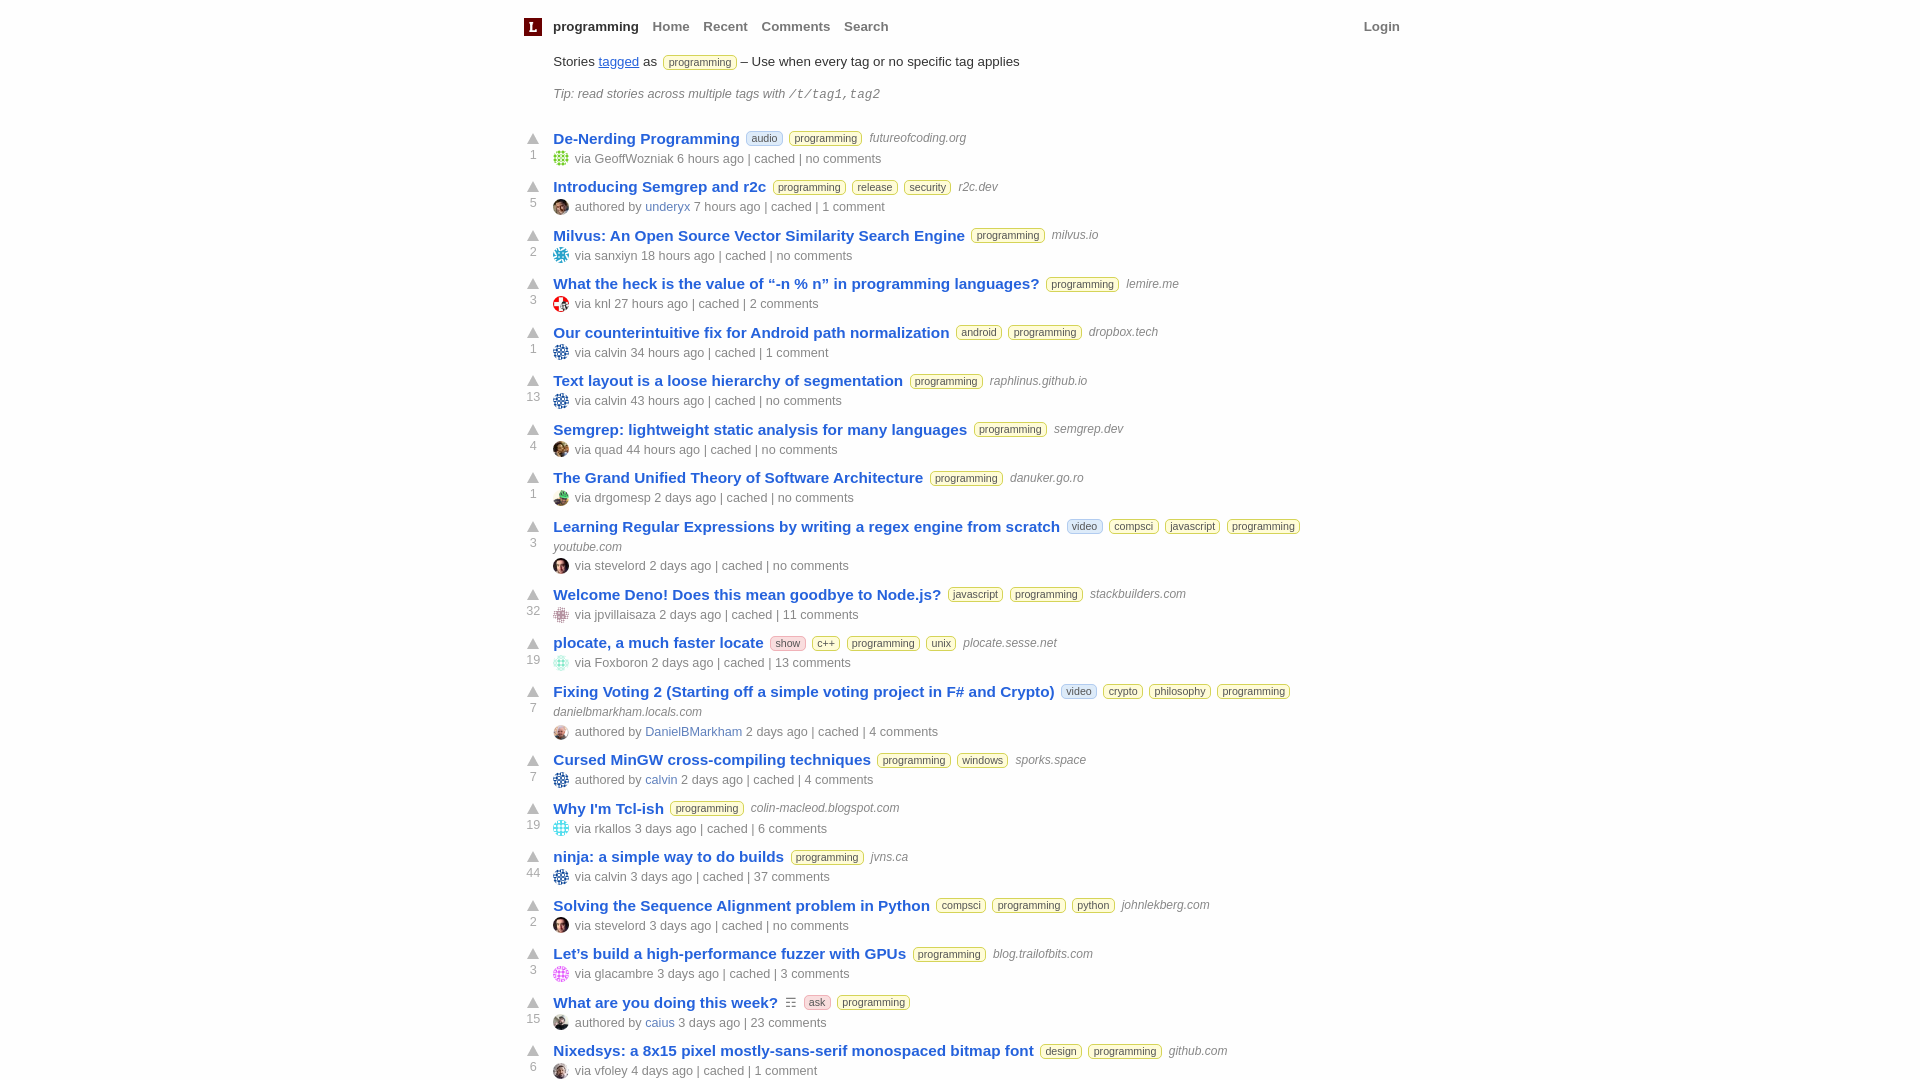 L programming Home Recent Comments Search Login
Stories tagged as programming – Use when every tag or no specific tag applies
Tip: read stories across multiple tags with /t/tag1,tag2
De-Nerding Programming audio programming futureofcoding.org
1
via GeoffWozniak 6 hours ago | cached | no comments
Introducing Semgrep and r2c programming release security r2c.dev
5
authored by underyx 7 hours ago | cached | 1 comment
Milvus: An Open Source Vector Similarity Search Engine programming milvus.io
2
via sanxiyn 18 hours ago | cached | no comments
What the heck is the value of “-n % n” in programming languages? programming lemire.me
3
via knl 27 hours ago | cached | 2 comments
Our counterintuitive fix for Android path normalization android programming dropbox.tech
1
via calvin 34 hours ago | cached | 1 comment
Text layout is a loose hierarchy of segmentation programming raphlinus.github.io
13
via calvin 43 hours ago | cached | no comments
Semgrep: lightweight static analysis for many languages programming semgrep.dev
4
via quad 44 hours ago | cached | no comments
The Grand Unified Theory of Software Architecture programming danuker.go.ro
1
via drgomesp 2 days ago | cached | no comments
Learning Regular Expressions by writing a regex engine from scratch video compsci javascript programming
3
youtube.com
via stevelord 2 days ago | cached | no comments
Welcome Deno! Does this mean goodbye to Node.js? javascript programming stackbuilders.com
32
via jpvillaisaza 2 days ago | cached | 11 comments
plocate, a much faster locate show c++ programming unix plocate.sesse.net
19
via Foxboron 2 days ago | cached | 13 comments
Fixing Voting 2 (Starting off a simple voting project in F# and Crypto) video crypto philosophy programming
7
danielbmarkham.locals.com
authored by DanielBMarkham 2 days ago | cached | 4 comments
Cursed MinGW cross-compiling techniques programming windows sporks.space
7
authored by calvin 2 days ago | cached | 4 comments
Why I'm Tcl-ish programming colin-macleod.blogspot.com
19
via rkallos 3 days ago | cached | 6 comments
ninja: a simple way to do builds programming jvns.ca
44
via calvin 3 days ago | cached | 37 comments
Solving the Sequence Alignment problem in Python compsci programming python johnlekberg.com
2
via stevelord 3 days ago | cached | no comments
Let’s build a high-performance fuzzer with GPUs programming blog.trailofbits.com
3
via glacambre 3 days ago | cached | 3 comments
What are you doing this week? ☶ ask programming
15
authored by caius 3 days ago | 23 comments
Nixedsys: a 8x15 pixel mostly-sans-serif monospaced bitmap font design programming github.com
6
via vfoley 4 days ago | cached | 1 comment